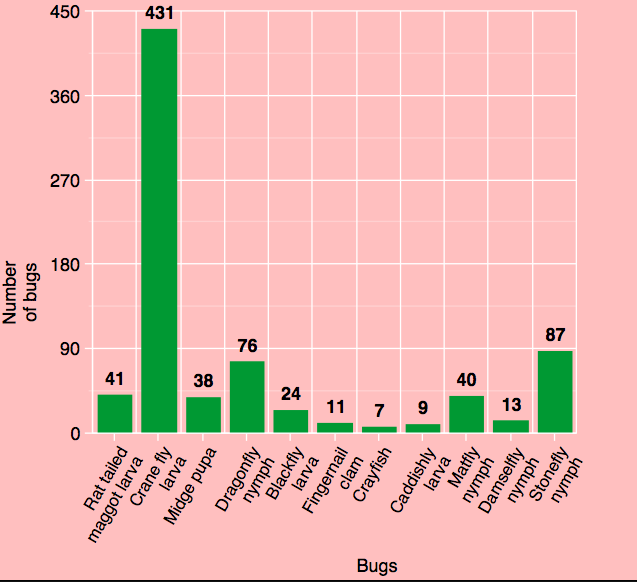 450
431
360
270
Number
of bugs
180
76
87
90
41
38
24
11
7
9
40
13
0
Rat tailed
maggot larva
Crane fly
larva
Midge pupa
Dragonfly
nymph
Blackfly
larva
Fingernail
clam
Crayfish
Caddishly
larva
Matfly
nymph
Damselfly
nymph
Stonefly
nymph
Bugs